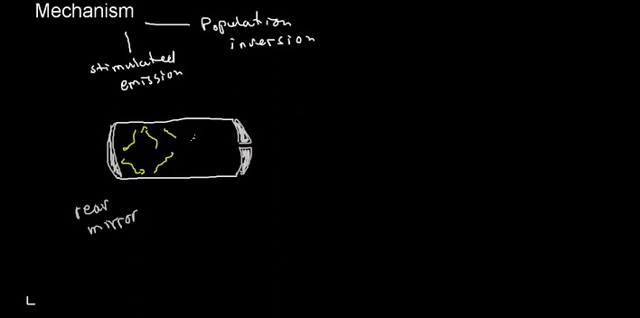 Mechanism
Population
inversion
stimulated
emission
rear
mirror
L